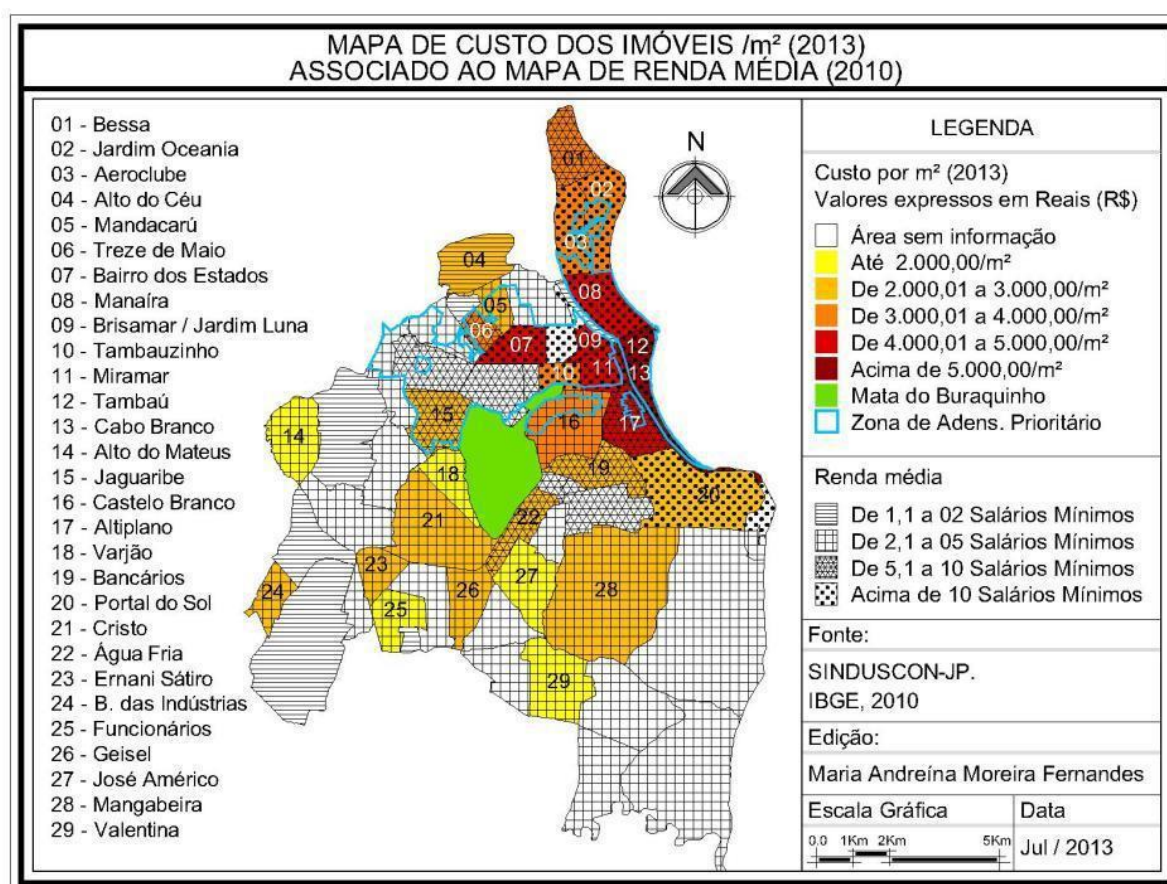 MAPA DE CUSTO DOS IMÓVEIS /m² (2013)
ASSOCIADO AO MAPA DE RENDA MÉDIA (2010)
01 - Bessa
02 - Jardim Oceania
03 - Aeroclube
04 - Alto do Céu
05 - Mandacarú
06 - Treze de Maio
07 - Bairro dos Estados
08 - Manaíra
09 - Brisamar / Jardim Luna
10 - Tambauzinho
11 - Miramar
12 - Tambaú
13 - Cabo Branco
14 - Alto do Mateus
15 - Jaguaribe
16 - Castelo Branco
17 - Altiplano
18 - Varjão
19 - Bancários
20 - Portal do Sol
21 - Cristo
22 - Água Fria
23 - Ernani Sátiro
24 - B. das Indústrias
25 - Funcionários
26 - Geisel
27 - José Américo
28 - Mangabeira
29 - Valentina
N
01
02
03
04
05
06
07
08
09
10
11
12
13
14
15
16
17
18
19
20
21
22
23
24
25
26
27
28
29
LEGENDA
Custo por m² (2013)
Valores expressos em Reais (R$)
Área sem informação
Até 2.000,00/m²
De 2.000,01 a 3.000,00/m²
De 3.000,01 a 4.000,00/m²
De 4.000,01 a 5.000,00/m²
Acima de 5.000,00/m²
Mata do Buraquinho
Zona de Adens. Prioritário
Renda média
De 1,1 a 02 Salários Mínimos
De 2,1 a 05 Salários Mínimos
De 5,1 a 10 Salários Mínimos
Acima de 10 Salários Mínimos
Fonte:
SINDUSCON-JP.
IBGE, 2010
Edição:
Maria Andreína Moreira Fernandes
Escala Gráfica
0.0 1Km 2Km 5Km
Data
Jul / 2013